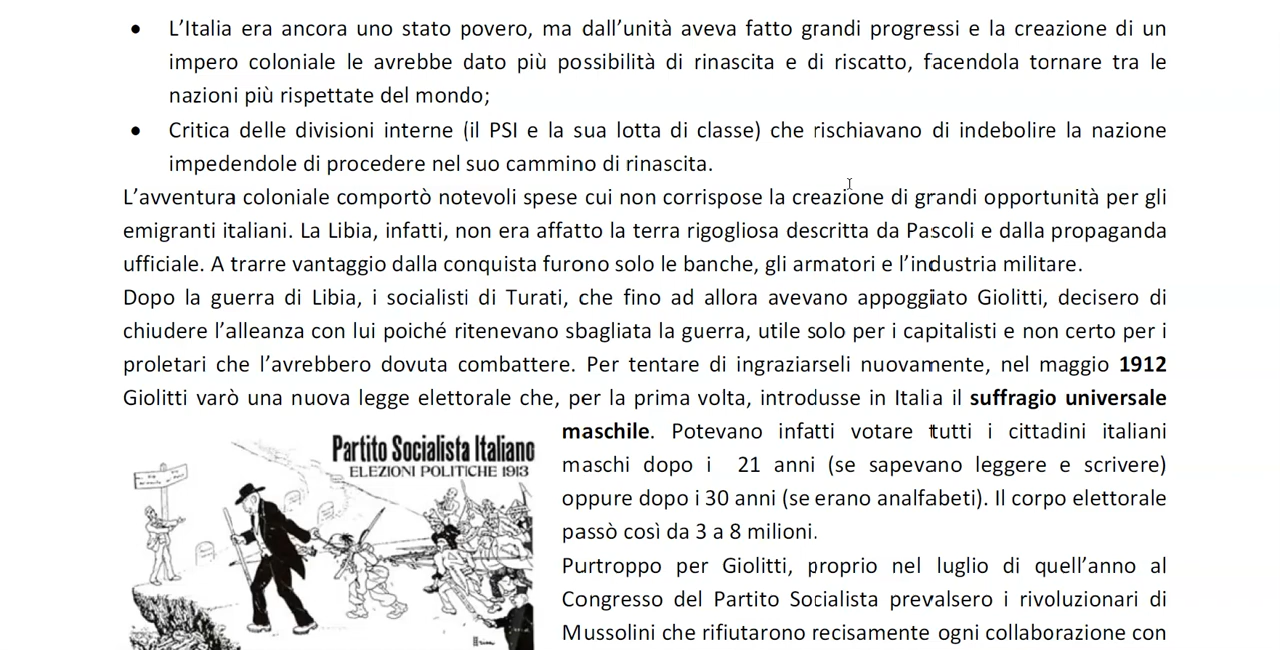 • L’Italia era ancora uno stato povero, ma dall’unità aveva fatto grandi progressi e la creazione di un
impero coloniale le avrebbe dato più possibilità di rinascita e di riscatto, facendola tornare tra le
nazioni più rispettate del mondo;
• Critica delle divisioni interne (il PSI e la sua lotta di classe) che rischiavano di indebolire la nazione
impedendole di procedere nel suo cammino di rinascita.
L’avventura coloniale comportò notevoli spese cui non corrispose la creazione di grandi opportunità per gli
emigranti italiani. La Libia, infatti, non era affatto la terra rigogliosa descritta da Pascoli e dalla propaganda
ufficiale. A trarre vantaggio dalla conquista furono solo le banche, gli armatori e l’industria militare.
Dopo la guerra di Libia, i socialisti di Turati, che fino ad allora avevano appoggiato Giolitti, decisero di
chiudere l’alleanza con lui poiché ritenevano sbagliata la guerra, utile solo per i capitalisti e non certo per i
proletari che l’avrebbero dovuta combattere. Per tentare di ingraziarseli nuovamente, nel maggio 1912
Giolitti varò una nuova legge elettorale che, per la prima volta, introdusse in Italia il suffragio universale
maschile. Potevano infatti votare tutti i cittadini italiani
maschi dopo i 21 anni (se sapevano leggere e scrivere)
oppure dopo i 30 anni (se erano analfabeti). Il corpo elettorale
passò così da 3 a 8 milioni.
Purtroppo per Giolitti, proprio nel luglio di quell’anno al
Congresso del Partito Socialista prevalsero i rivoluzionari di
Mussolini che rifiutarono recisamente ogni collaborazione con
Partito Socialista Italiano
ELEZIONI POLITICHE 1913